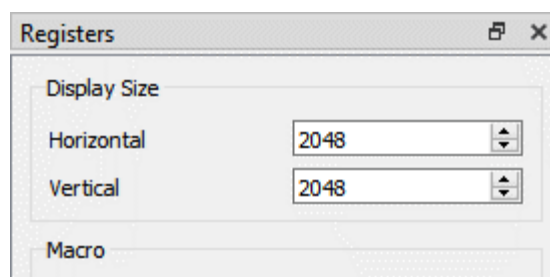 Registers
Display Size
Horizontal 2048
Vertical 2048
Macro